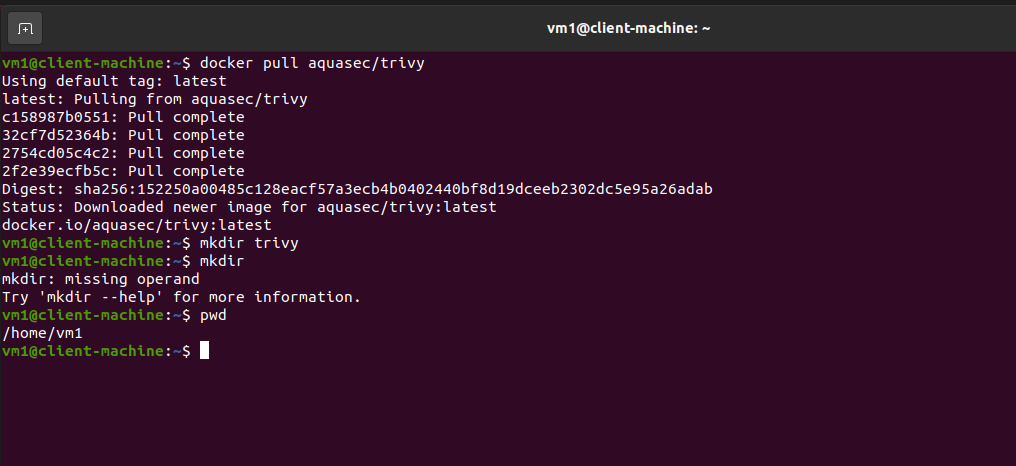 vm1@client-machine: ~
vm1@client-machine:~$ docker pull aquasec/trivy
Using default tag: latest
latest: Pulling from aquasec/trivy
c158987b0551: Pull complete
32cf7d52364b: Pull complete
2754cd05c4c2: Pull complete
2f2e39ecfb5c: Pull complete
Digest: sha256:152250a00485c128eacf57a3ecb4b0402440bf8d19dceeb2302dc5e95a26adab
Status: Downloaded newer image for aquasec/trivy:latest
docker.io/aquasec/trivy:latest
vm1@client-machine:~$ mkdir trivy
vm1@client-machine:~$ mkdir
mkdir: missing operand
Try 'mkdir --help' for more information.
vm1@client-machine:~$ pwd
/home/vm1
vm1@client-machine:~$